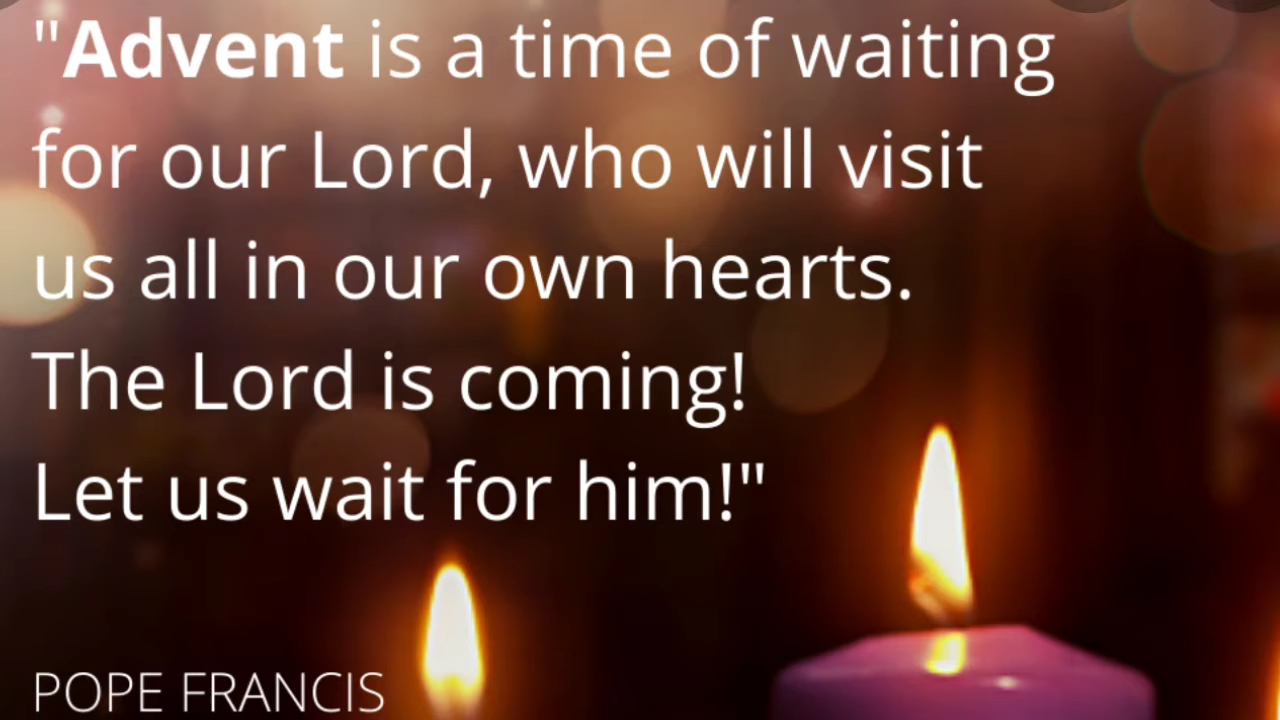 "Advent is a time of waiting
for our Lord, who will visit
us all in our own hearts.
The Lord is coming!
Let us wait for him!"
POPE FRANCIS